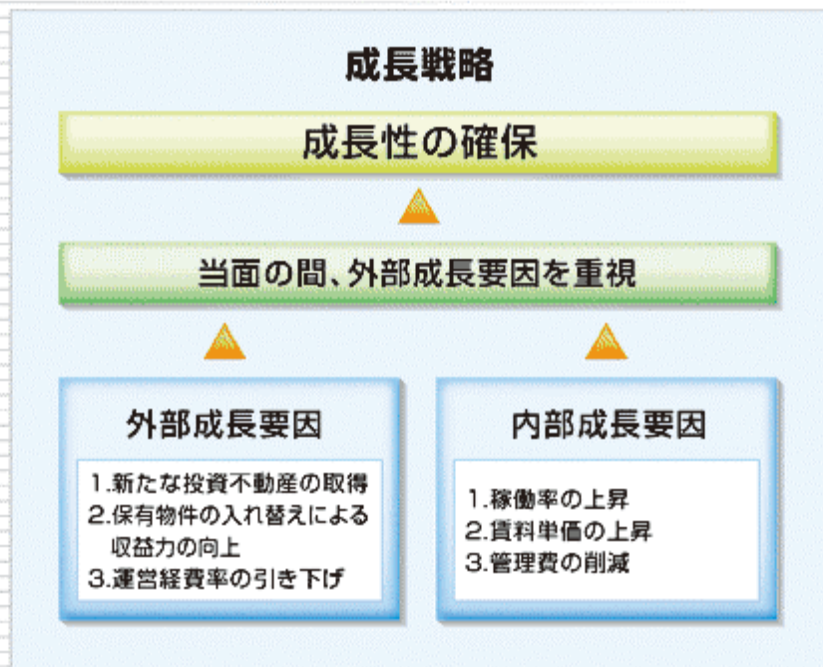 成長戦略
成長性の確保
当面の間、外部成長要因を重視
外部成長要因
1.新たな投資不動産の取得
2.保有物件の入れ替えによる
収益力の向上
3.運営経費率の引き下げ
内部成長要因
1.稼働率の上昇
2.賃料単価の上昇
3.管理費の削減